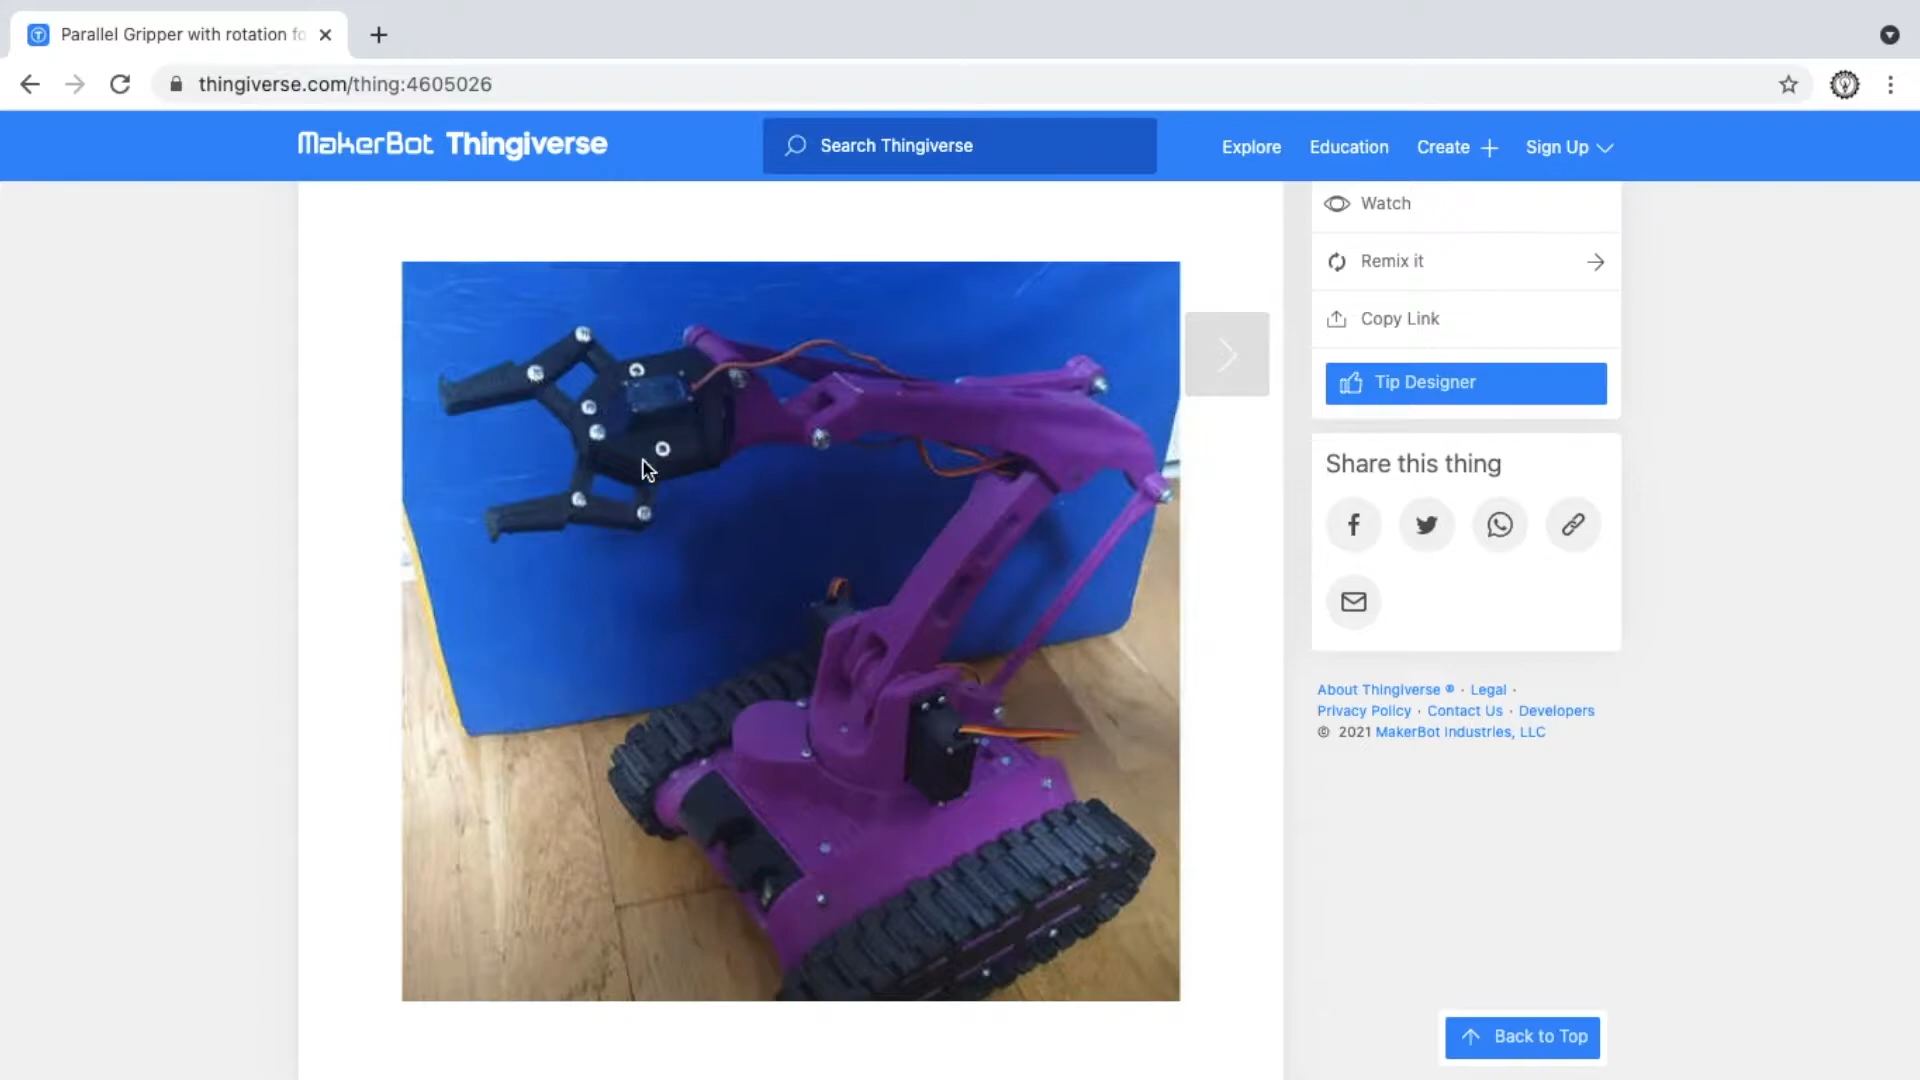 Parallel Gripper with rotation fo
thingiverse.com/thing:4605026
MakerBot Thingiverse
Search Thingiverse
Explore
Education
Create
Sign Up
Watch
Remix it
Copy Link
Tip Designer
Share this thing
About Thingiverse ® · Legal ·
Privacy Policy · Contact Us · Developers
© 2021 MakerBot Industries, LLC
Back to Top